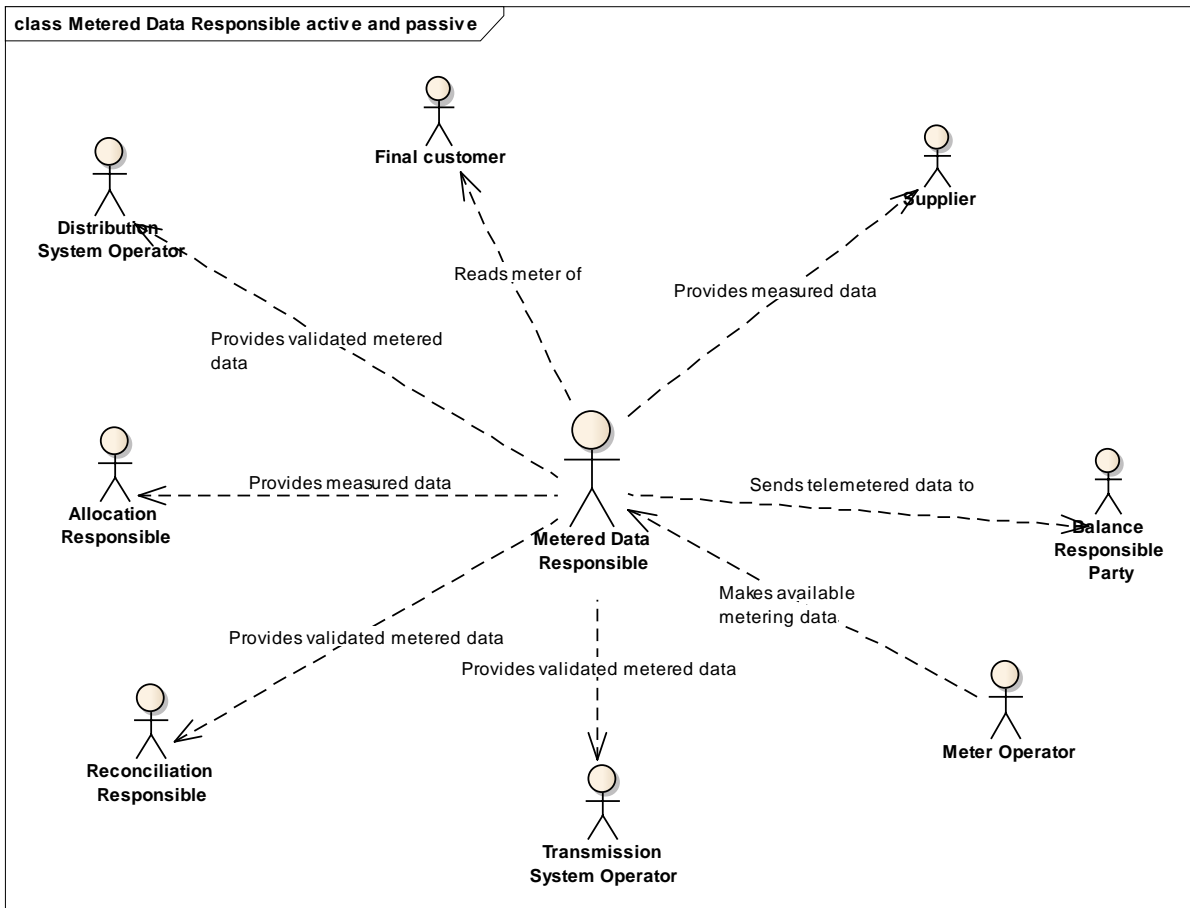 class Metered Data Responsible active and passive
Final customer
Supplier
Distribution
System Operator
Reads meter of
Provides measured data
Provides validated metered
data
Provides measured data
Sends telemetered data to
Allocation
Responsible
Metered Data
Responsible
Balance
Responsible
Party
Makes available
metering data
Provides validated metered data
Provides validated metered data
Meter Operator
Reconciliation
Responsible
Transmission
System Operator